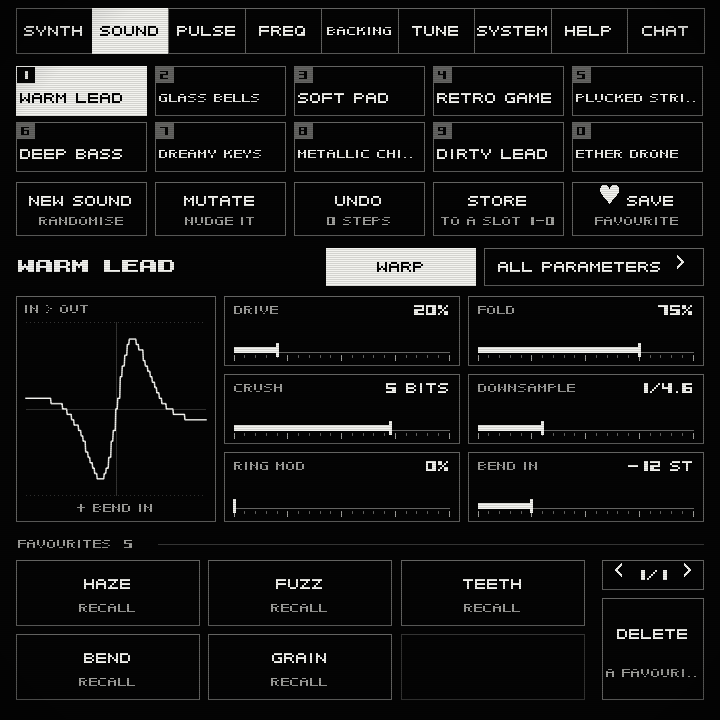 SYNTH SOUND PULSE FREQ BACKING TUNE SYSTEM HELP CHAT
1 2 3 4 5
WARM LEAD GLASS BELLS SOFT PAD RETRO GAME PLUCKED STRI..
6 7 8 9 0
DEEP BASS DREAMY KEYS METALLIC CHI.. DIRTY LEAD ETHER DRONE
NEW SOUND MUTATE UNDO STORE ♥ SAVE
RANDOMISE NUDGE IT 0 STEPS TO A SLOT 1-0 FAVOURITE
WARM LEAD WARP ALL PARAMETERS >
IN > OUT DRIVE 20% FOLD 75%
CRUSH 5 BITS DOWNSAMPLE 1/4.6
RING MOD 0% BEND IN -12 ST
+ BEND IN
FAVOURITES 5
HAZE FUZZ TEETH < 1/1 >
RECALL RECALL RECALL
BEND GRAIN DELETE
RECALL RECALL A FAVOURI..